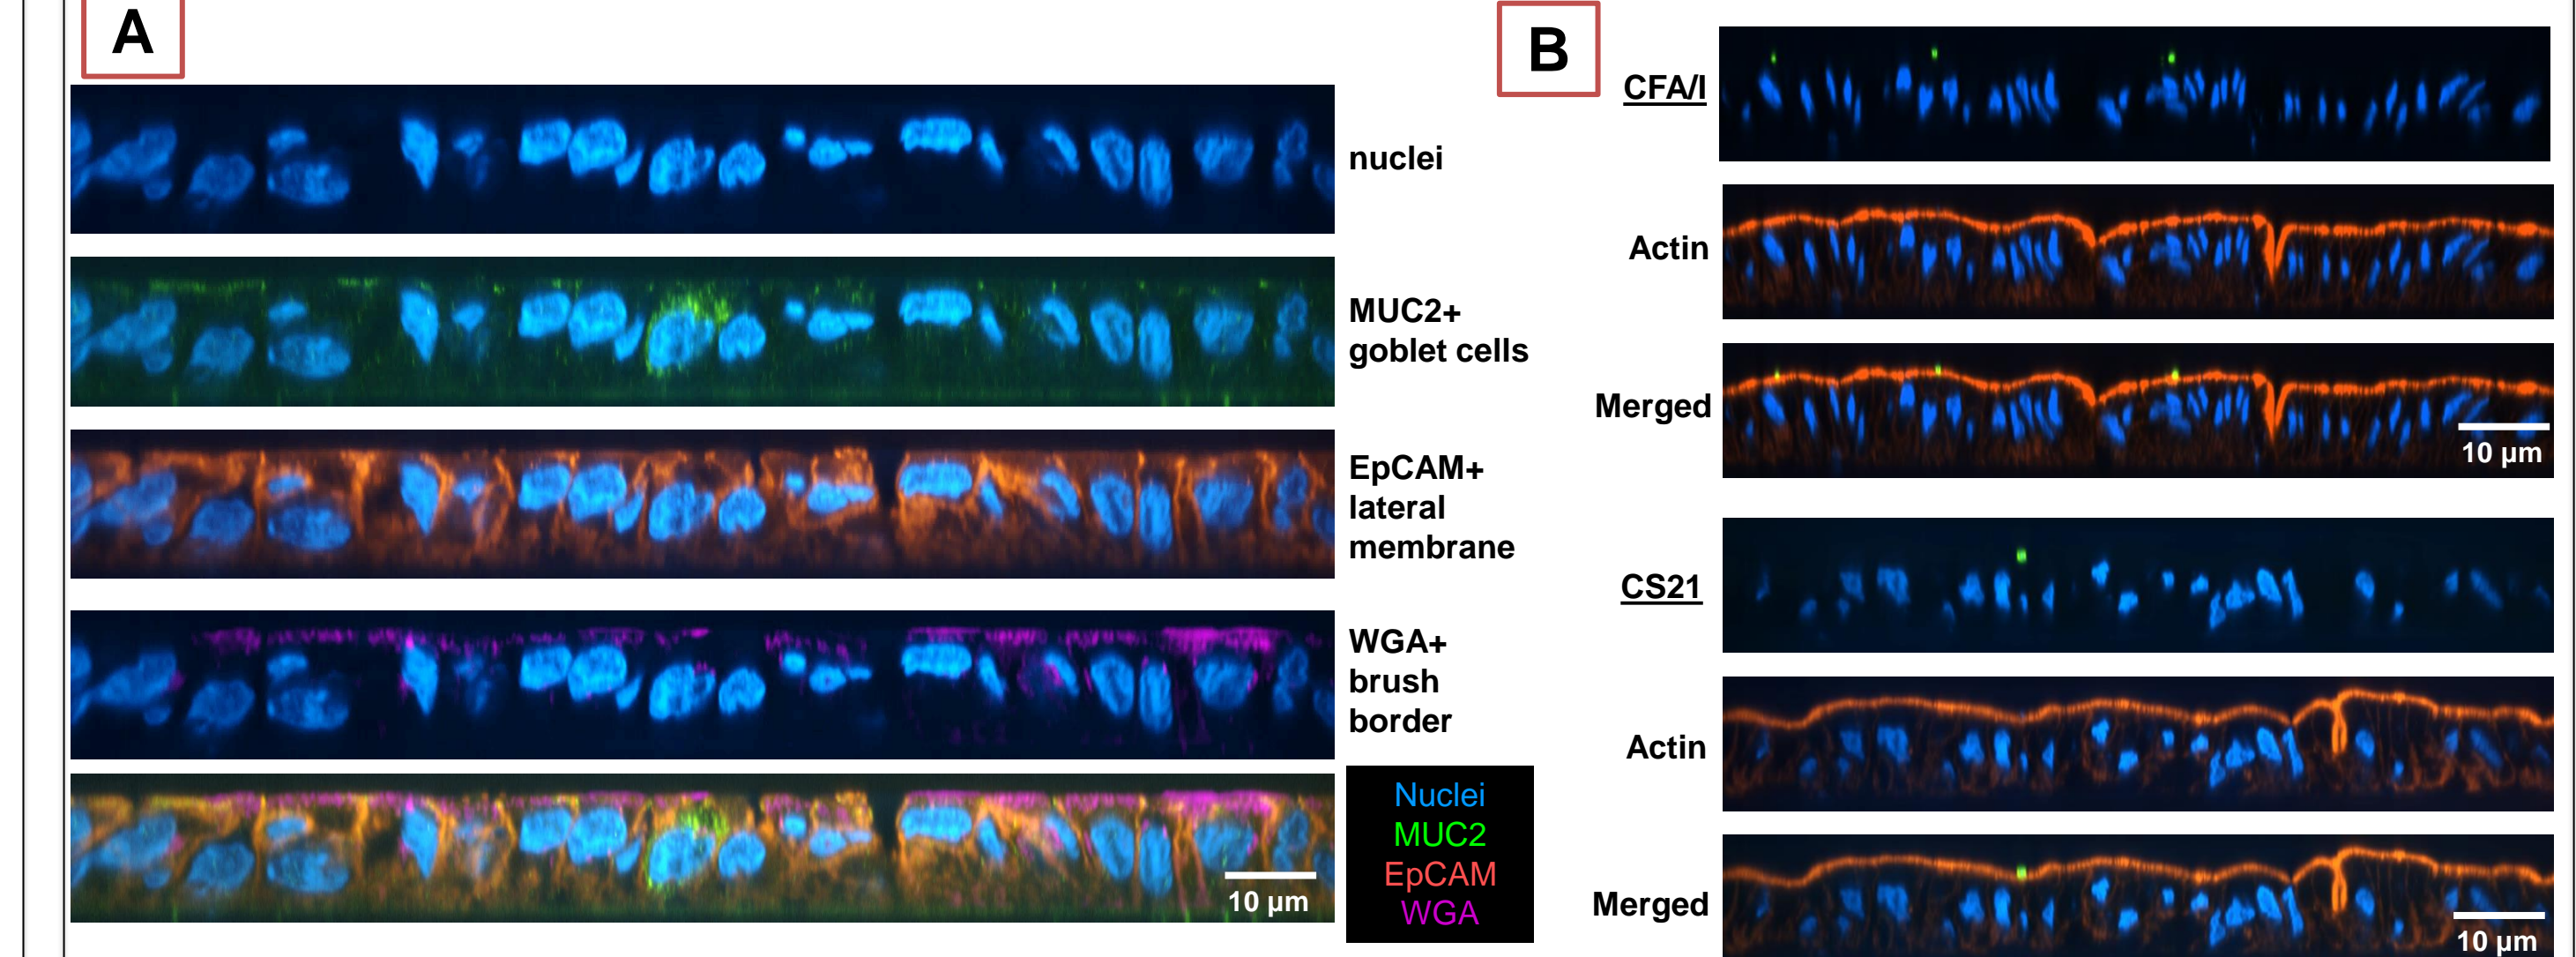 A
nuclei
MUC2+
goblet cells
EpCAM+
lateral
membrane
WGA+
brush
border
10 µm
Nuclei
MUC2
EpCAM
WGA
B
CFA/I
Actin
Merged
10 µm
CS21
Actin
Merged
10 µm